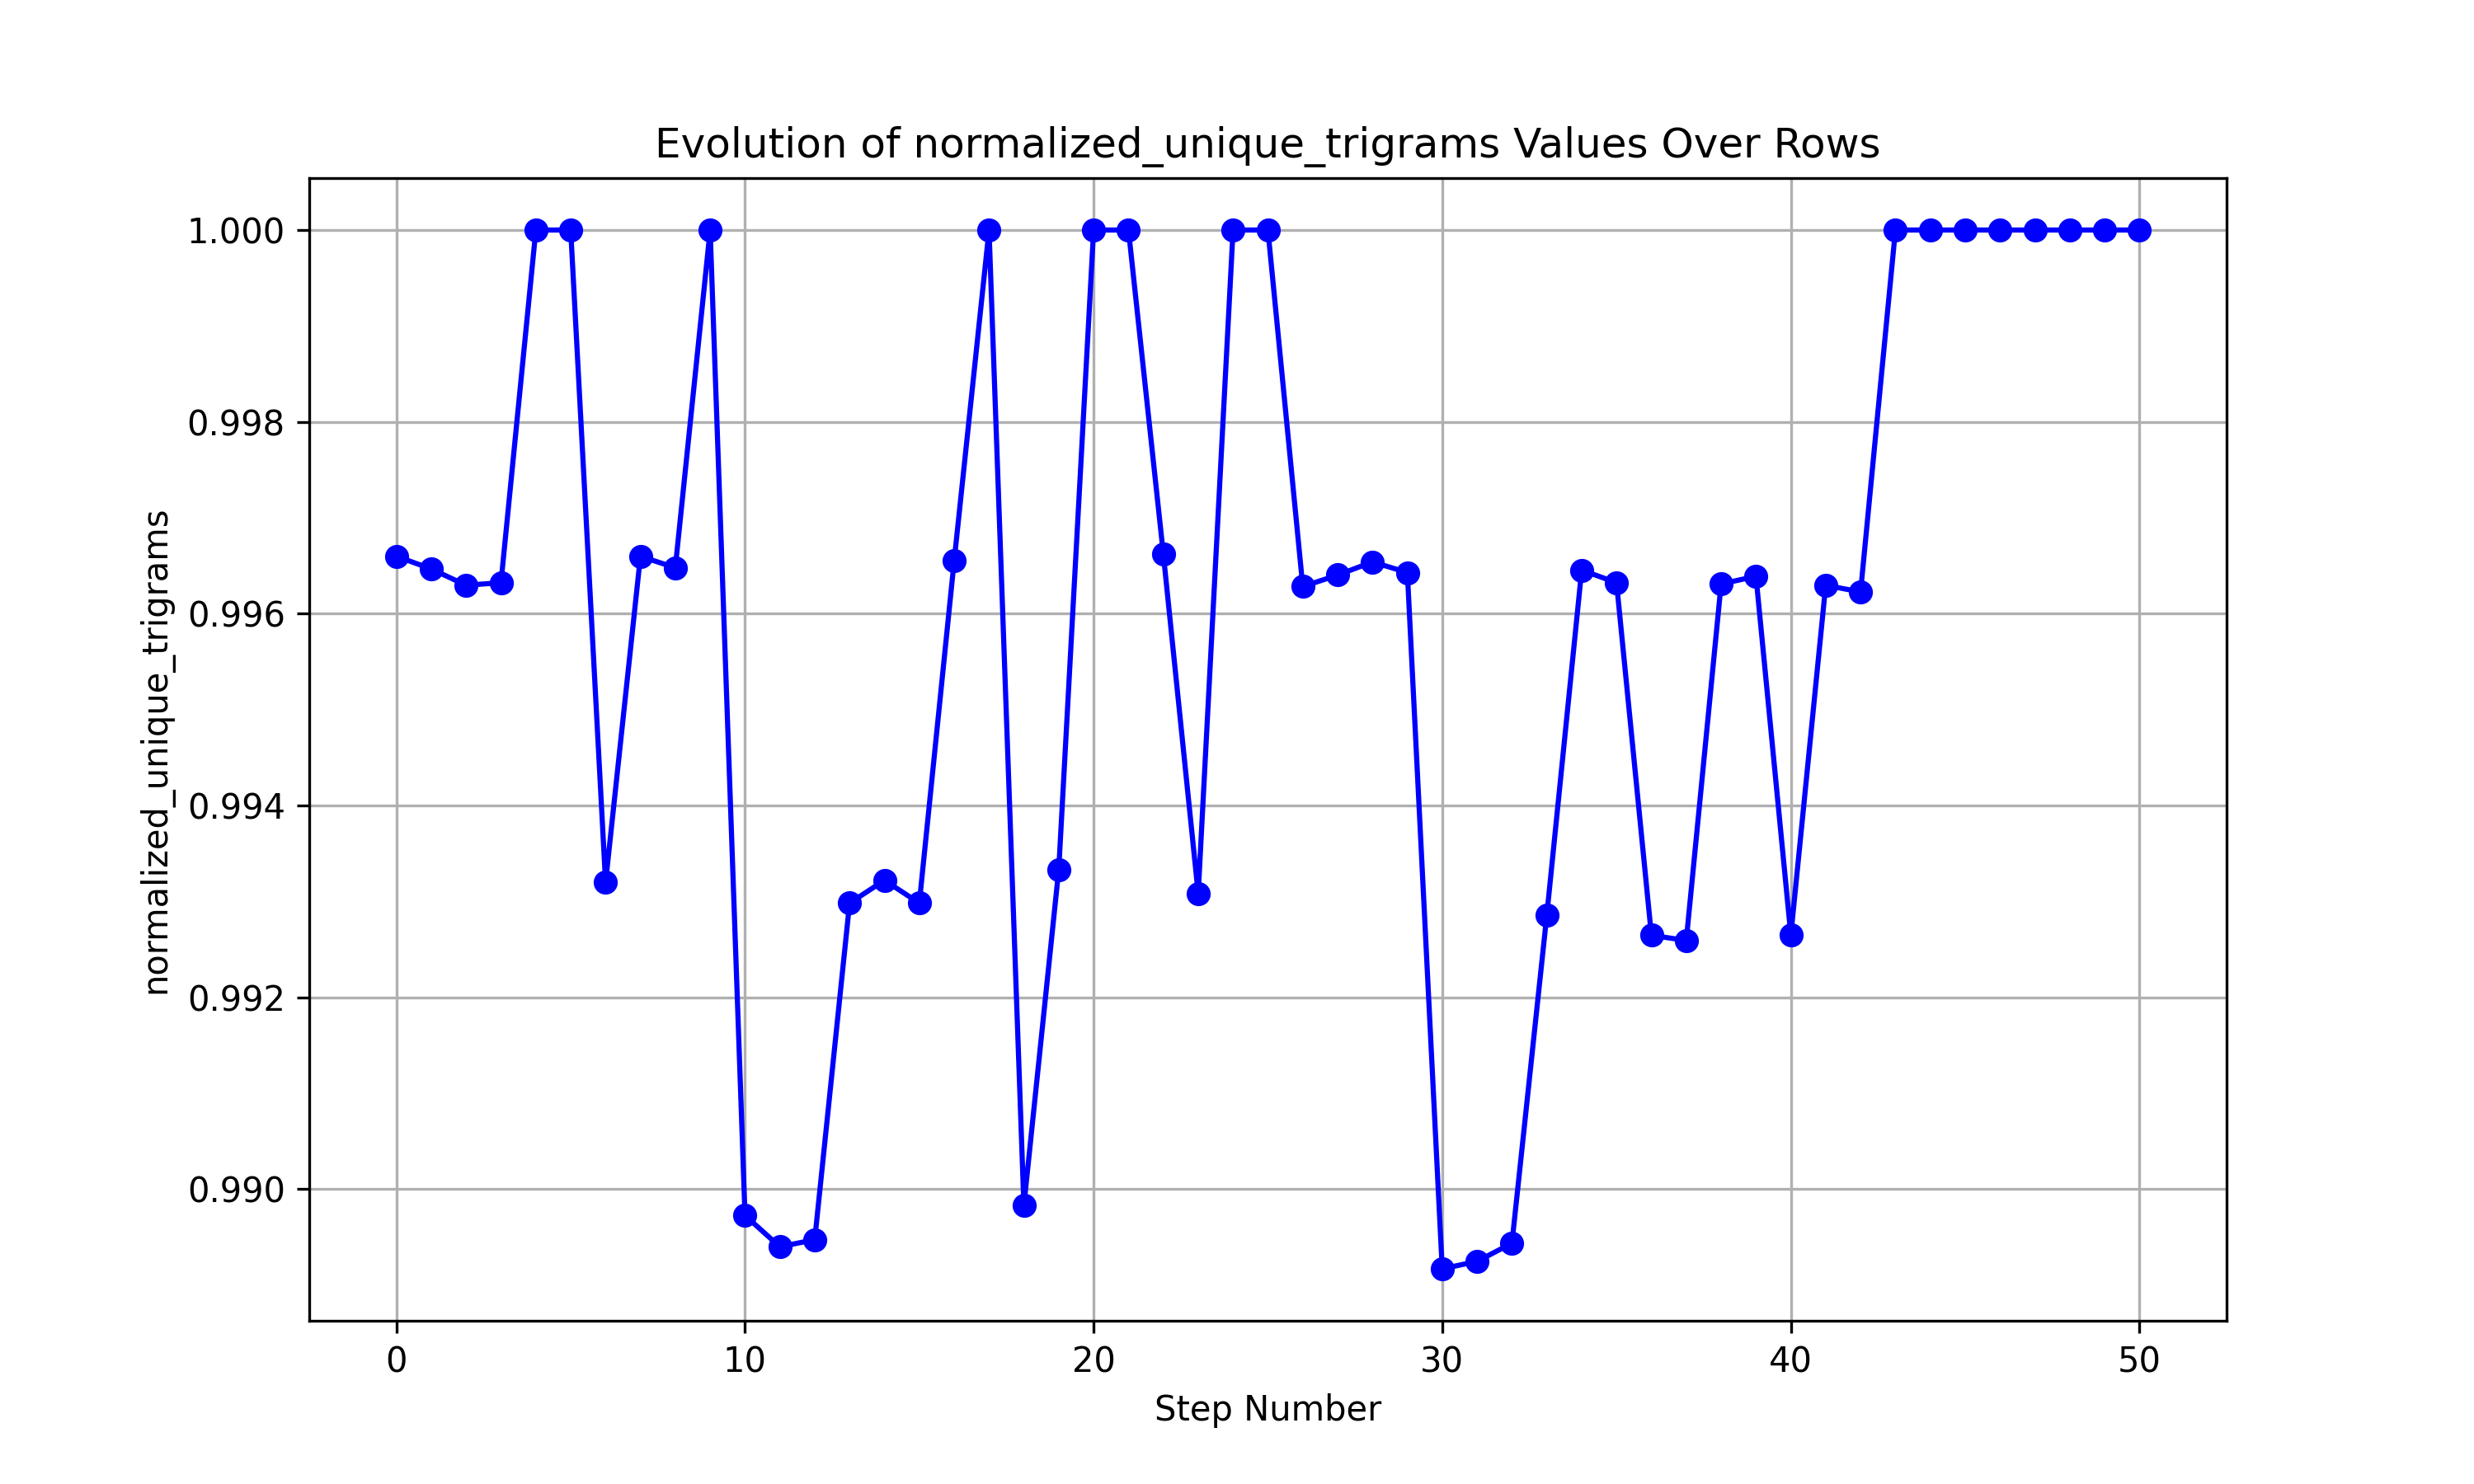 Evolution of normalized_unique_trigrams Values Over Rows
normalized_unique_trigrams
1.000
0.998
0.996
0.994
0.992
0.990
0 10 20 30 40 50
Step Number